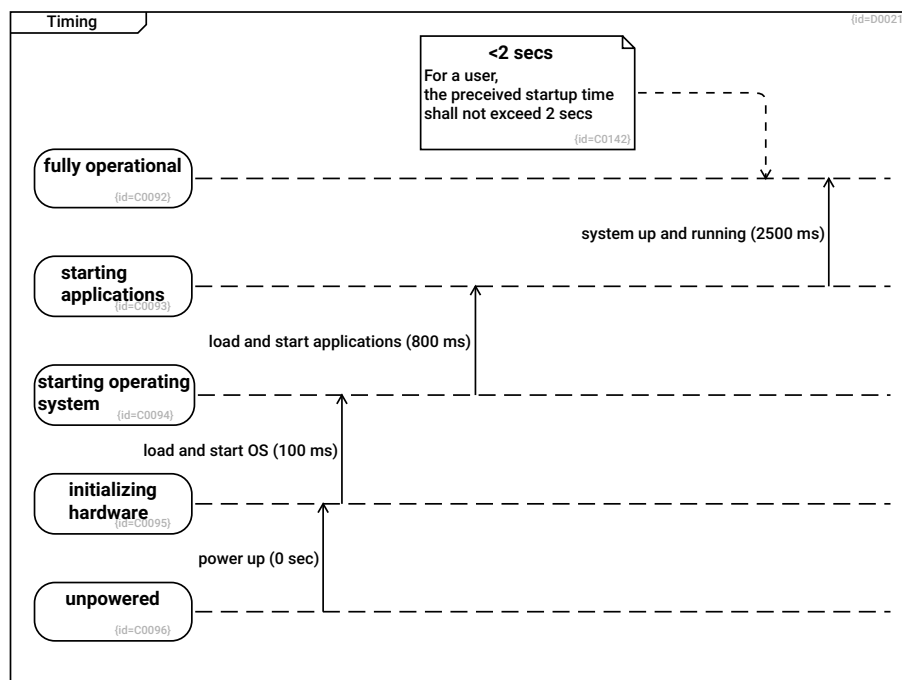 Timing
{id=D0021
<2 secs
For a user,
the preceived startup time
shall not exceed 2 secs
{id=C0142}
fully operational
{id=C0092}
system up and running (2500 ms)
starting
applications
{id=C0093}
load and start applications (800 ms)
starting operating
system
{id=C0094}
load and start OS (100 ms)
initializing
hardware
{id=C0095}
power up (0 sec)
unpowered
{id=C0096}